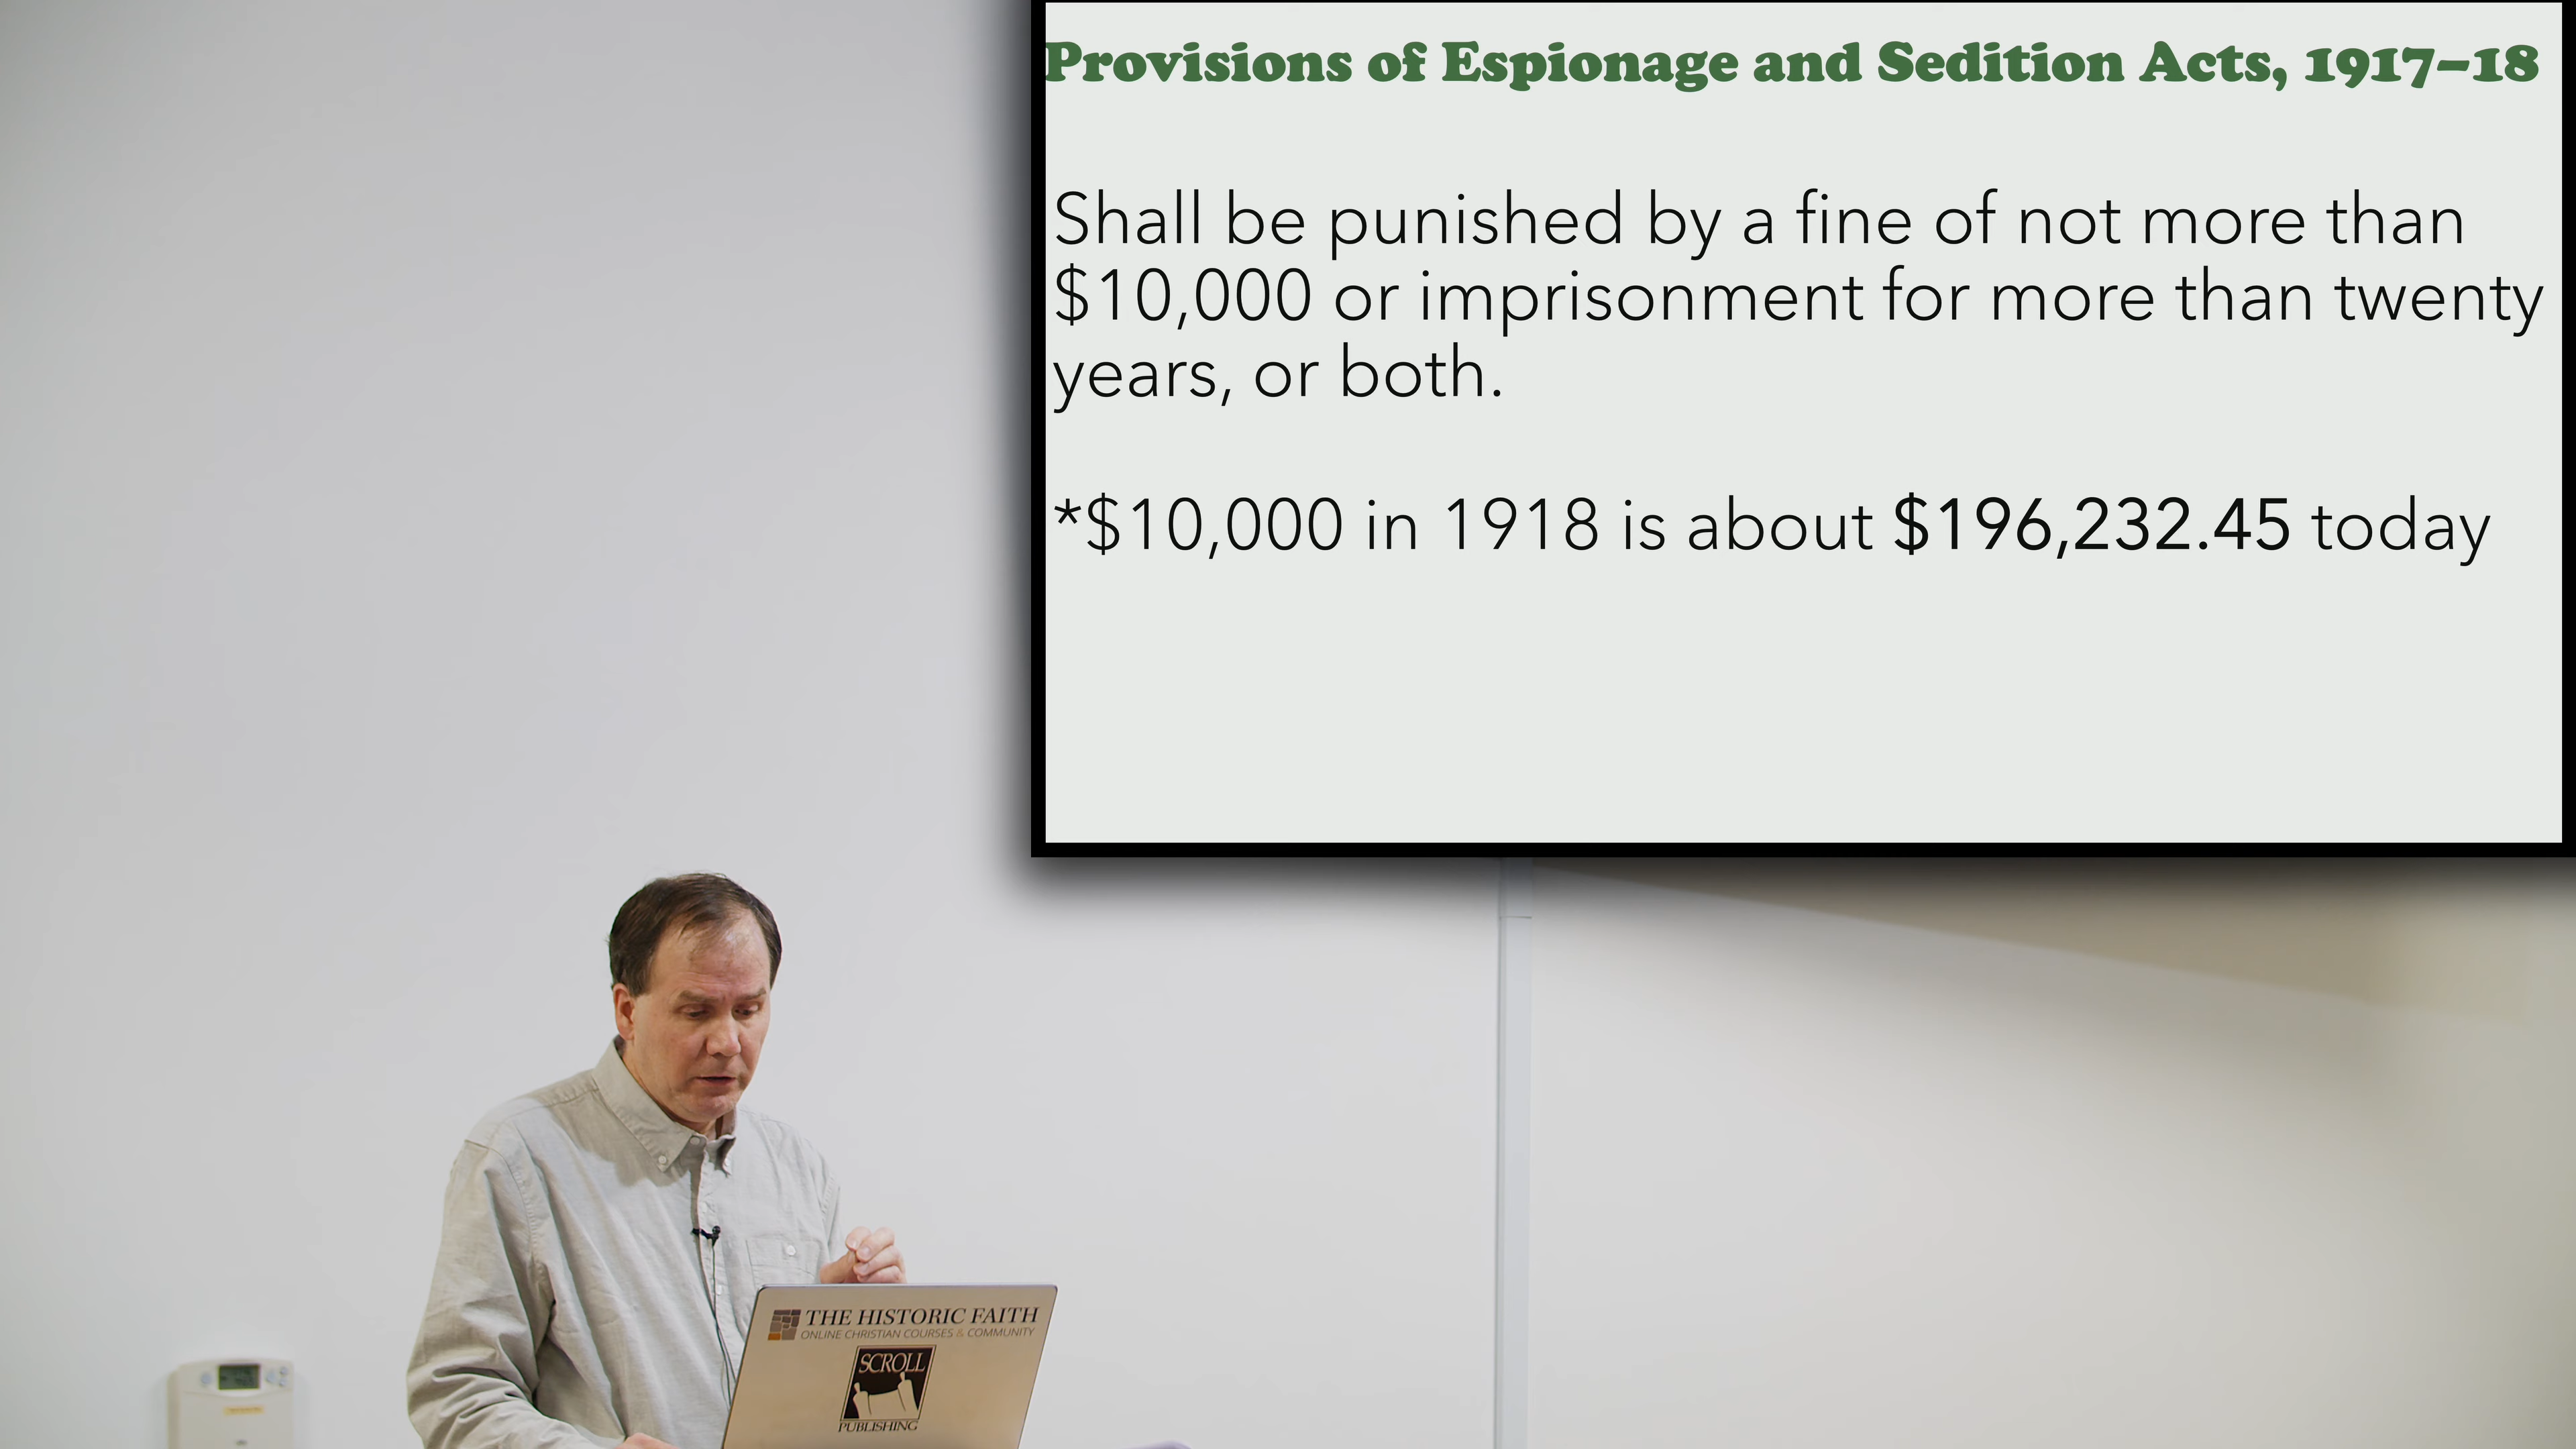 Provisions of Espionage and Sedition Acts, 1917–18
Shall be punished by a fine of not more than
$10,000 or imprisonment for more than twenty
years, or both.
*$10,000 in 1918 is about $196,232.45 today
THE HISTORIC FAITH
ONLINE CHRISTIAN COURSES & COMMUNITY
SCROLL
PUBLISHING